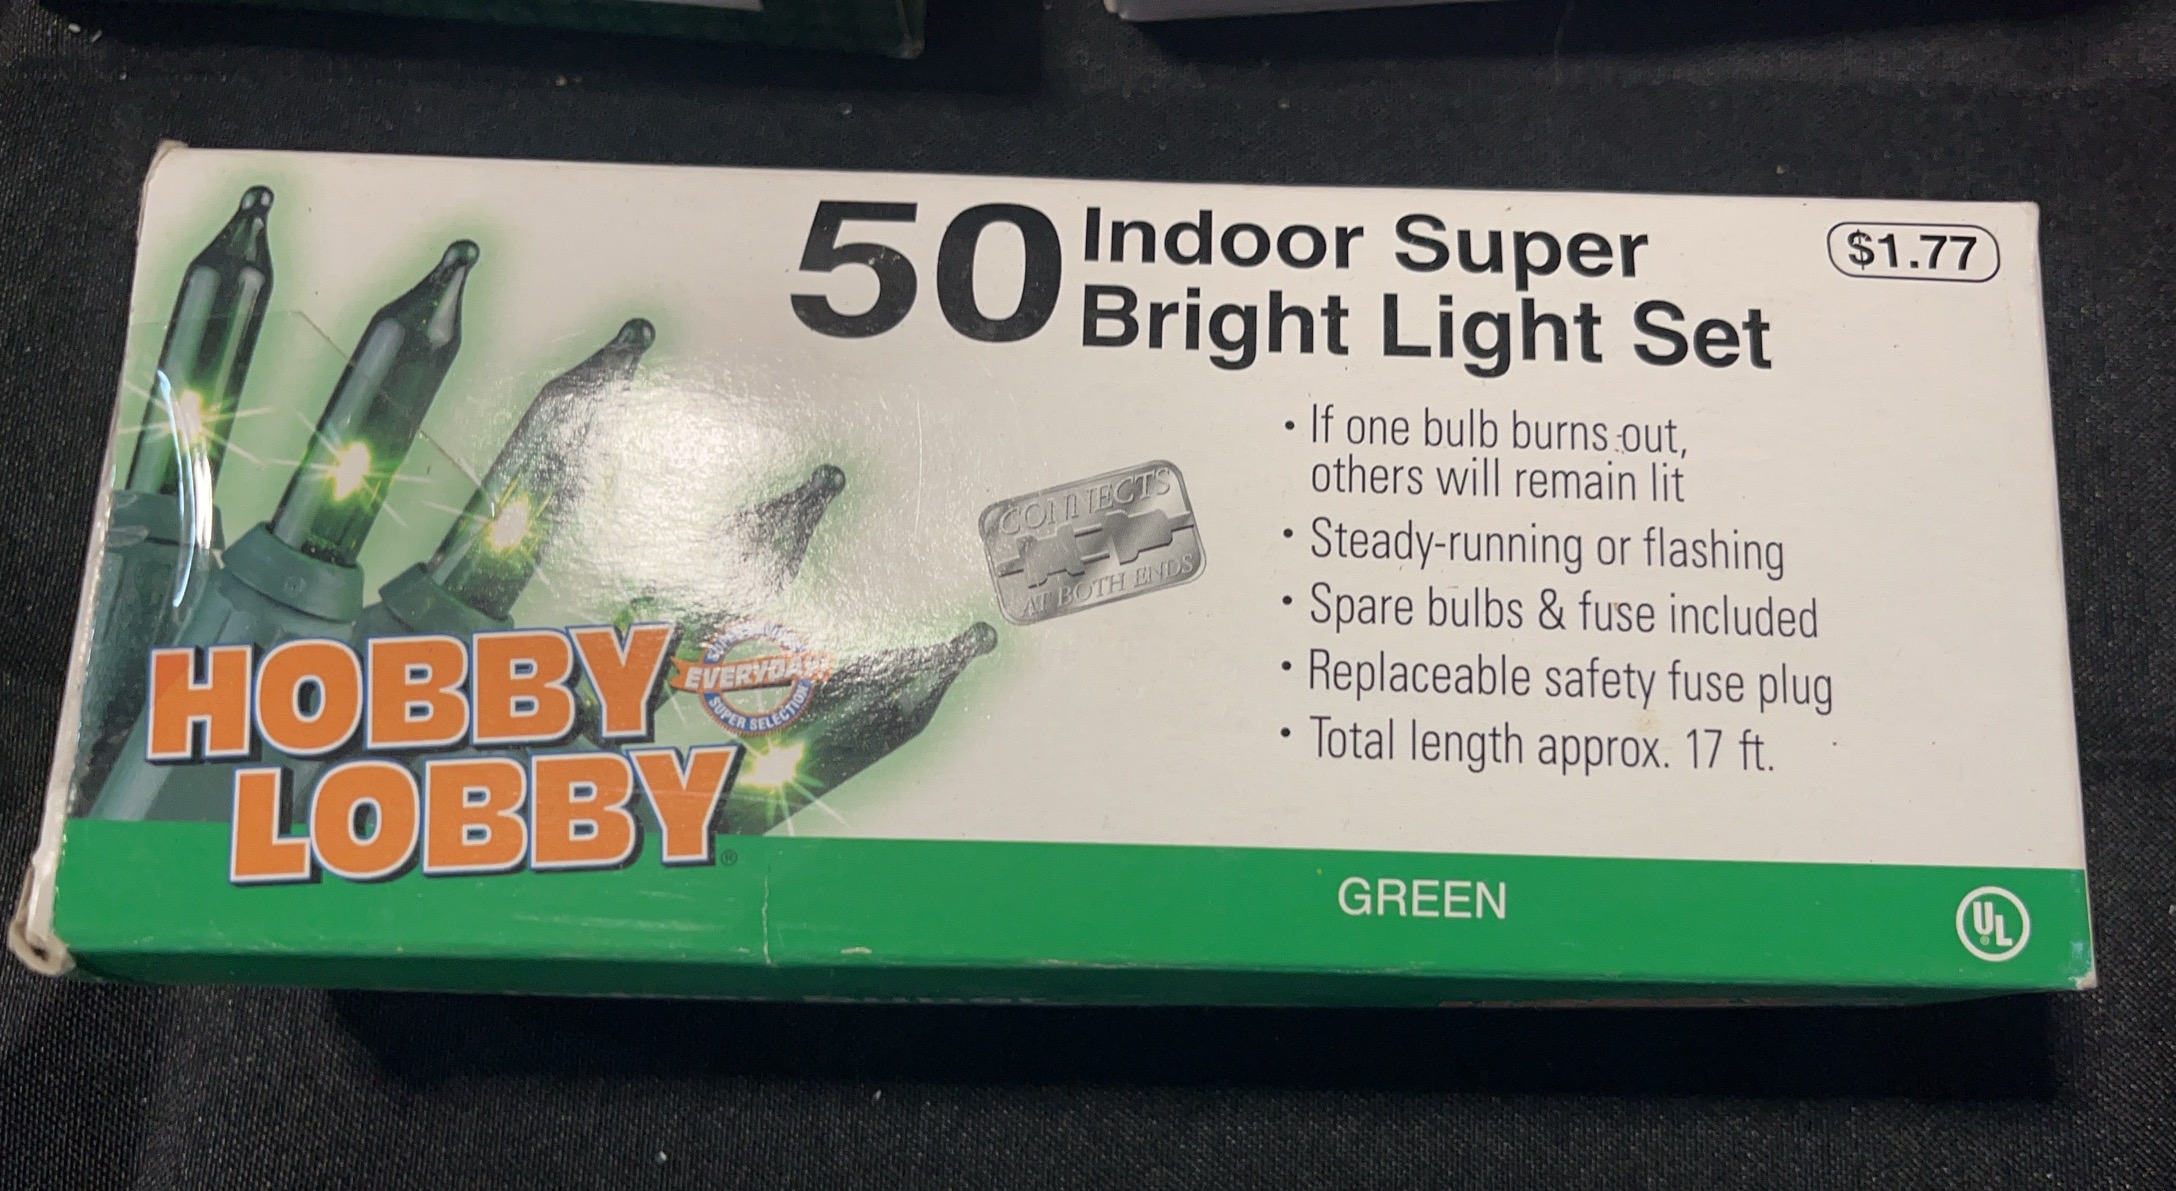 50 Indoor Super
Bright Light Set
$1.77
• If one bulb burns out,
others will remain lit
• Steady-running or flashing
• Spare bulbs & fuse included
• Replaceable safety fuse plug
• Total length approx. 17 ft.
CONNECTS
AT BOTH ENDS
HOBBY
LOBBY®
EVERYDAY
SUPER SELECTION
GREEN
UL